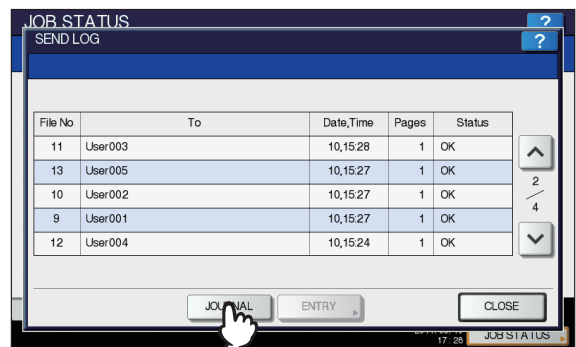 JOB STATUS ?
SEND LOG ?
File No To Date,Time Pages Status
11 User003 10,15:28 1 OK
13 User005 10,15:27 1 OK
10 User002 10,15:27 1 OK
9 User001 10,15:27 1 OK
12 User004 10,15:24 1 OK
2
4
JOURNAL ENTRY CLOSE
17:28 JOB STATUS